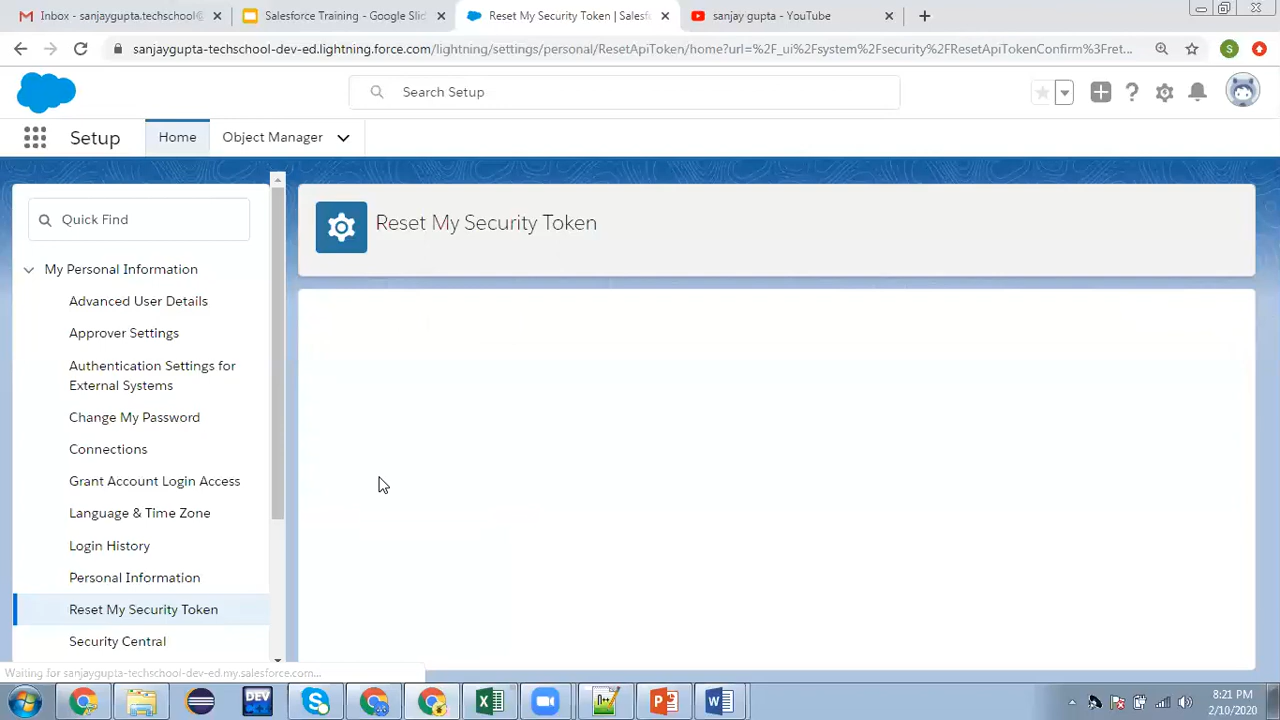 Inbox - sanjaygupta.techschool@
Salesforce Training - Google Slid
Reset My Security Token | Salesf
sanjay gupta - YouTube
sanjaygupta-techschool-dev-ed.lightning.force.com/lightning/settings/personal/ResetApiToken/home?url=%2F_ui%2Fsystem%2Fsecurity%2FResetApiTokenConfirm%3Fret...
S
Search Setup
Setup
Home
Object Manager
Quick Find
Reset My Security Token
My Personal Information
Advanced User Details
Approver Settings
Authentication Settings for
External Systems
Change My Password
Connections
Grant Account Login Access
Language & Time Zone
Login History
Personal Information
Reset My Security Token
Security Central
Waiting for sanjaygupta-techschool-dev-ed.my.salesforce.com...
DEV
8:21 PM
2/10/2020